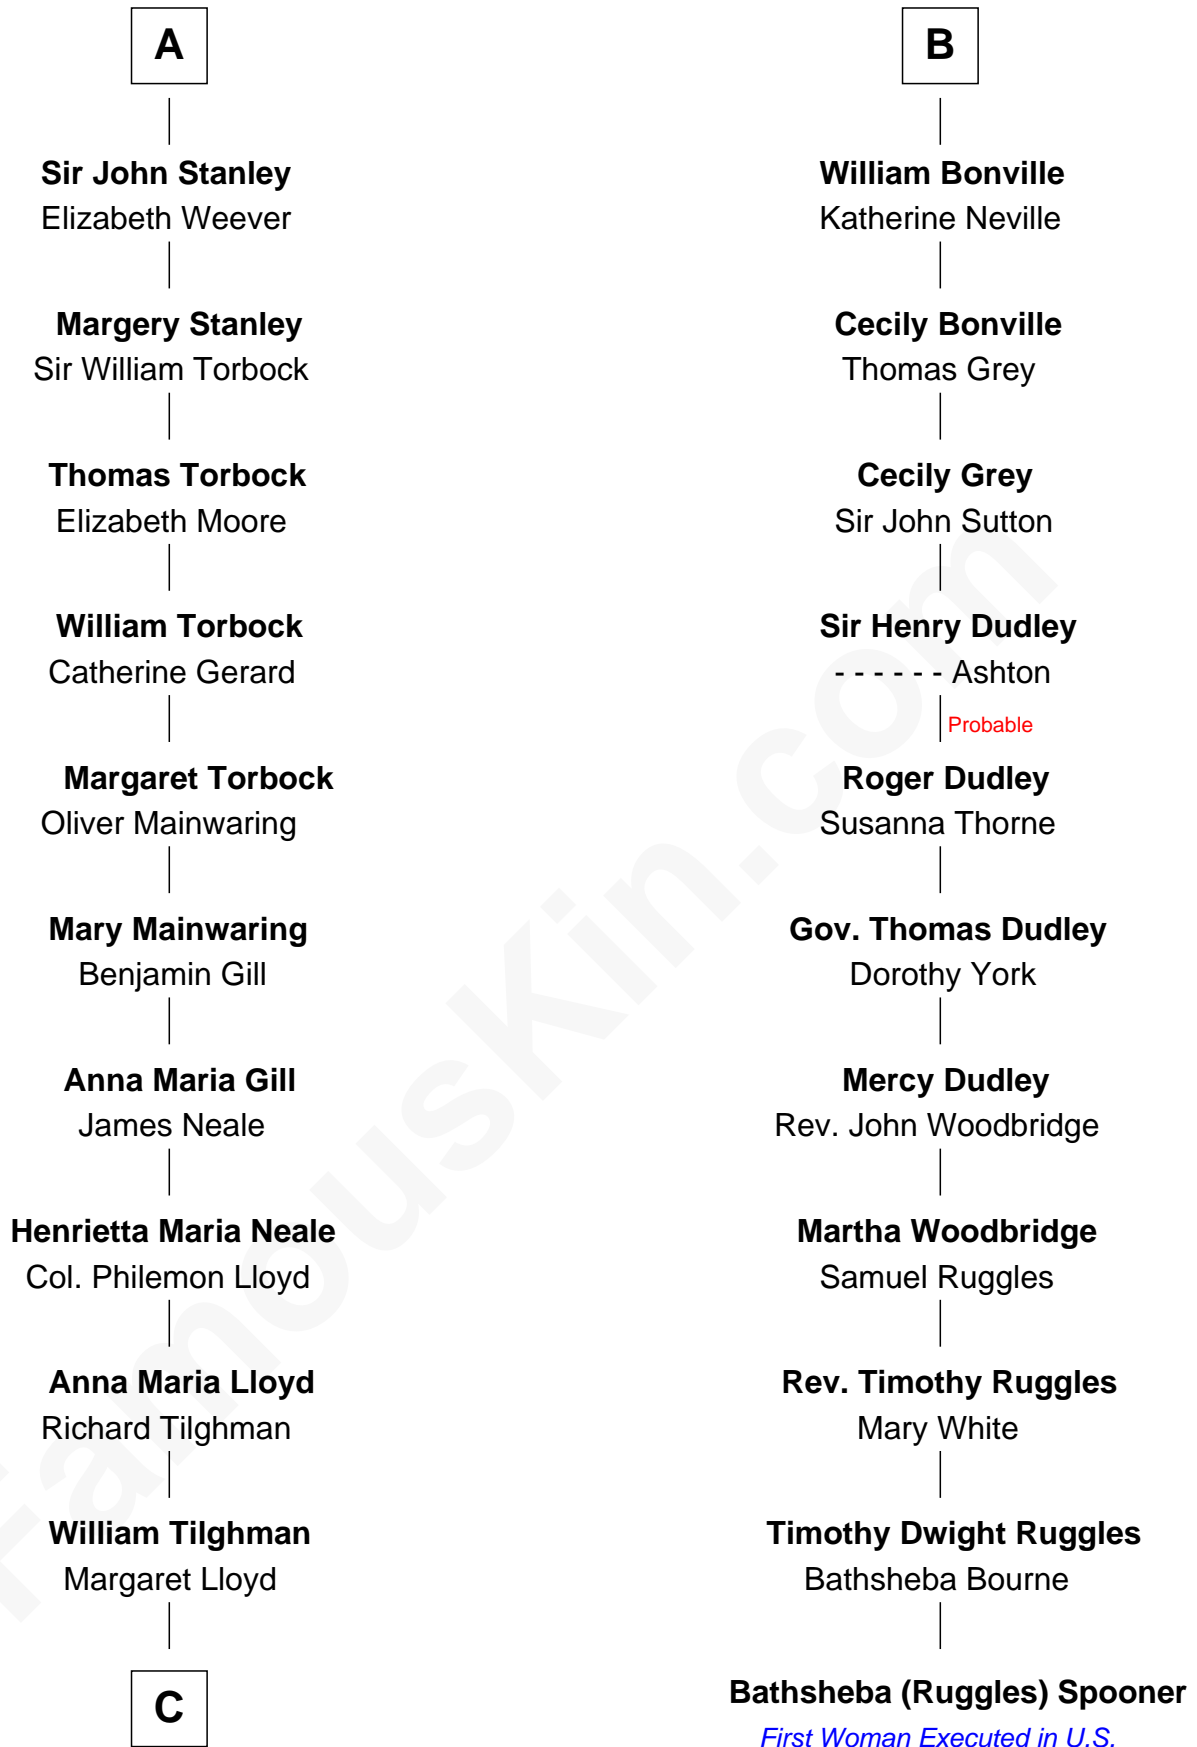 A
Sir John Stanley
Elizabeth Weever
Margery Stanley
Sir William Torbock
Thomas Torbock
Elizabeth Moore
William Torbock
Catherine Gerard
Margaret Torbock
Oliver Mainwaring
Mary Mainwaring
Benjamin Gill
Anna Maria Gill
James Neale
Henrietta Maria Neale
Col. Philemon Lloyd
Anna Maria Lloyd
Richard Tilghman
William Tilghman
Margaret Lloyd
C
B
William Bonville
Katherine Neville
Cecily Bonville
Thomas Grey
Cecily Grey
Sir John Sutton
Sir Henry Dudley
- - - - - - Ashton
Probable
Roger Dudley
Susanna Thorne
Gov. Thomas Dudley
Dorothy York
Mercy Dudley
Rev. John Woodbridge
Martha Woodbridge
Samuel Ruggles
Rev. Timothy Ruggles
Mary White
Timothy Dwight Ruggles
Bathsheba Bourne
Bathsheba (Ruggles) Spooner
First Woman Executed in U.S.
FamousKin.com